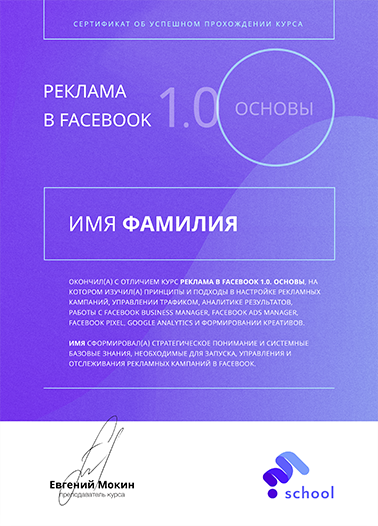 СЕРТИФИКАТ ОБ УСПЕШНОМ ПРОХОЖДЕНИИ КУРСА
РЕКЛАМА
В FACEBOOK
1.0
ОСНОВЫ
ИМЯ ФАМИЛИЯ
ОКОНЧИЛ(А) С ОТЛИЧИЕМ КУРС РЕКЛАМА В FACEBOOK 1.0. ОСНОВЫ, НА
КОТОРОМ ИЗУЧИЛ(А) ПРИНЦИПЫ И ПОДХОДЫ В НАСТРОЙКЕ РЕКЛАМНЫХ
КАМПАНИЙ, УПРАВЛЕНИИ ТРАФИКОМ, АНАЛИТИКЕ РЕЗУЛЬТАТОВ,
РАБОТЫ С FACEBOOK BUSINESS MANAGER, FACEBOOK ADS MANAGER,
FACEBOOK PIXEL, GOOGLE ANALYTICS И ФОРМИРОВАНИИ КРЕАТИВОВ.
ИМЯ СФОРМИРОВАЛ(А) СТРАТЕГИЧЕСКОЕ ПОНИМАНИЕ И СИСТЕМНЫЕ
БАЗОВЫЕ ЗНАНИЯ, НЕОБХОДИМЫЕ ДЛЯ ЗАПУСКА, УПРАВЛЕНИЯ И
ОТСЛЕЖИВАНИЯ РЕКЛАМНЫХ КАМПАНИЙ В FACEBOOK.
Евгений Мокин
преподаватель курса
school